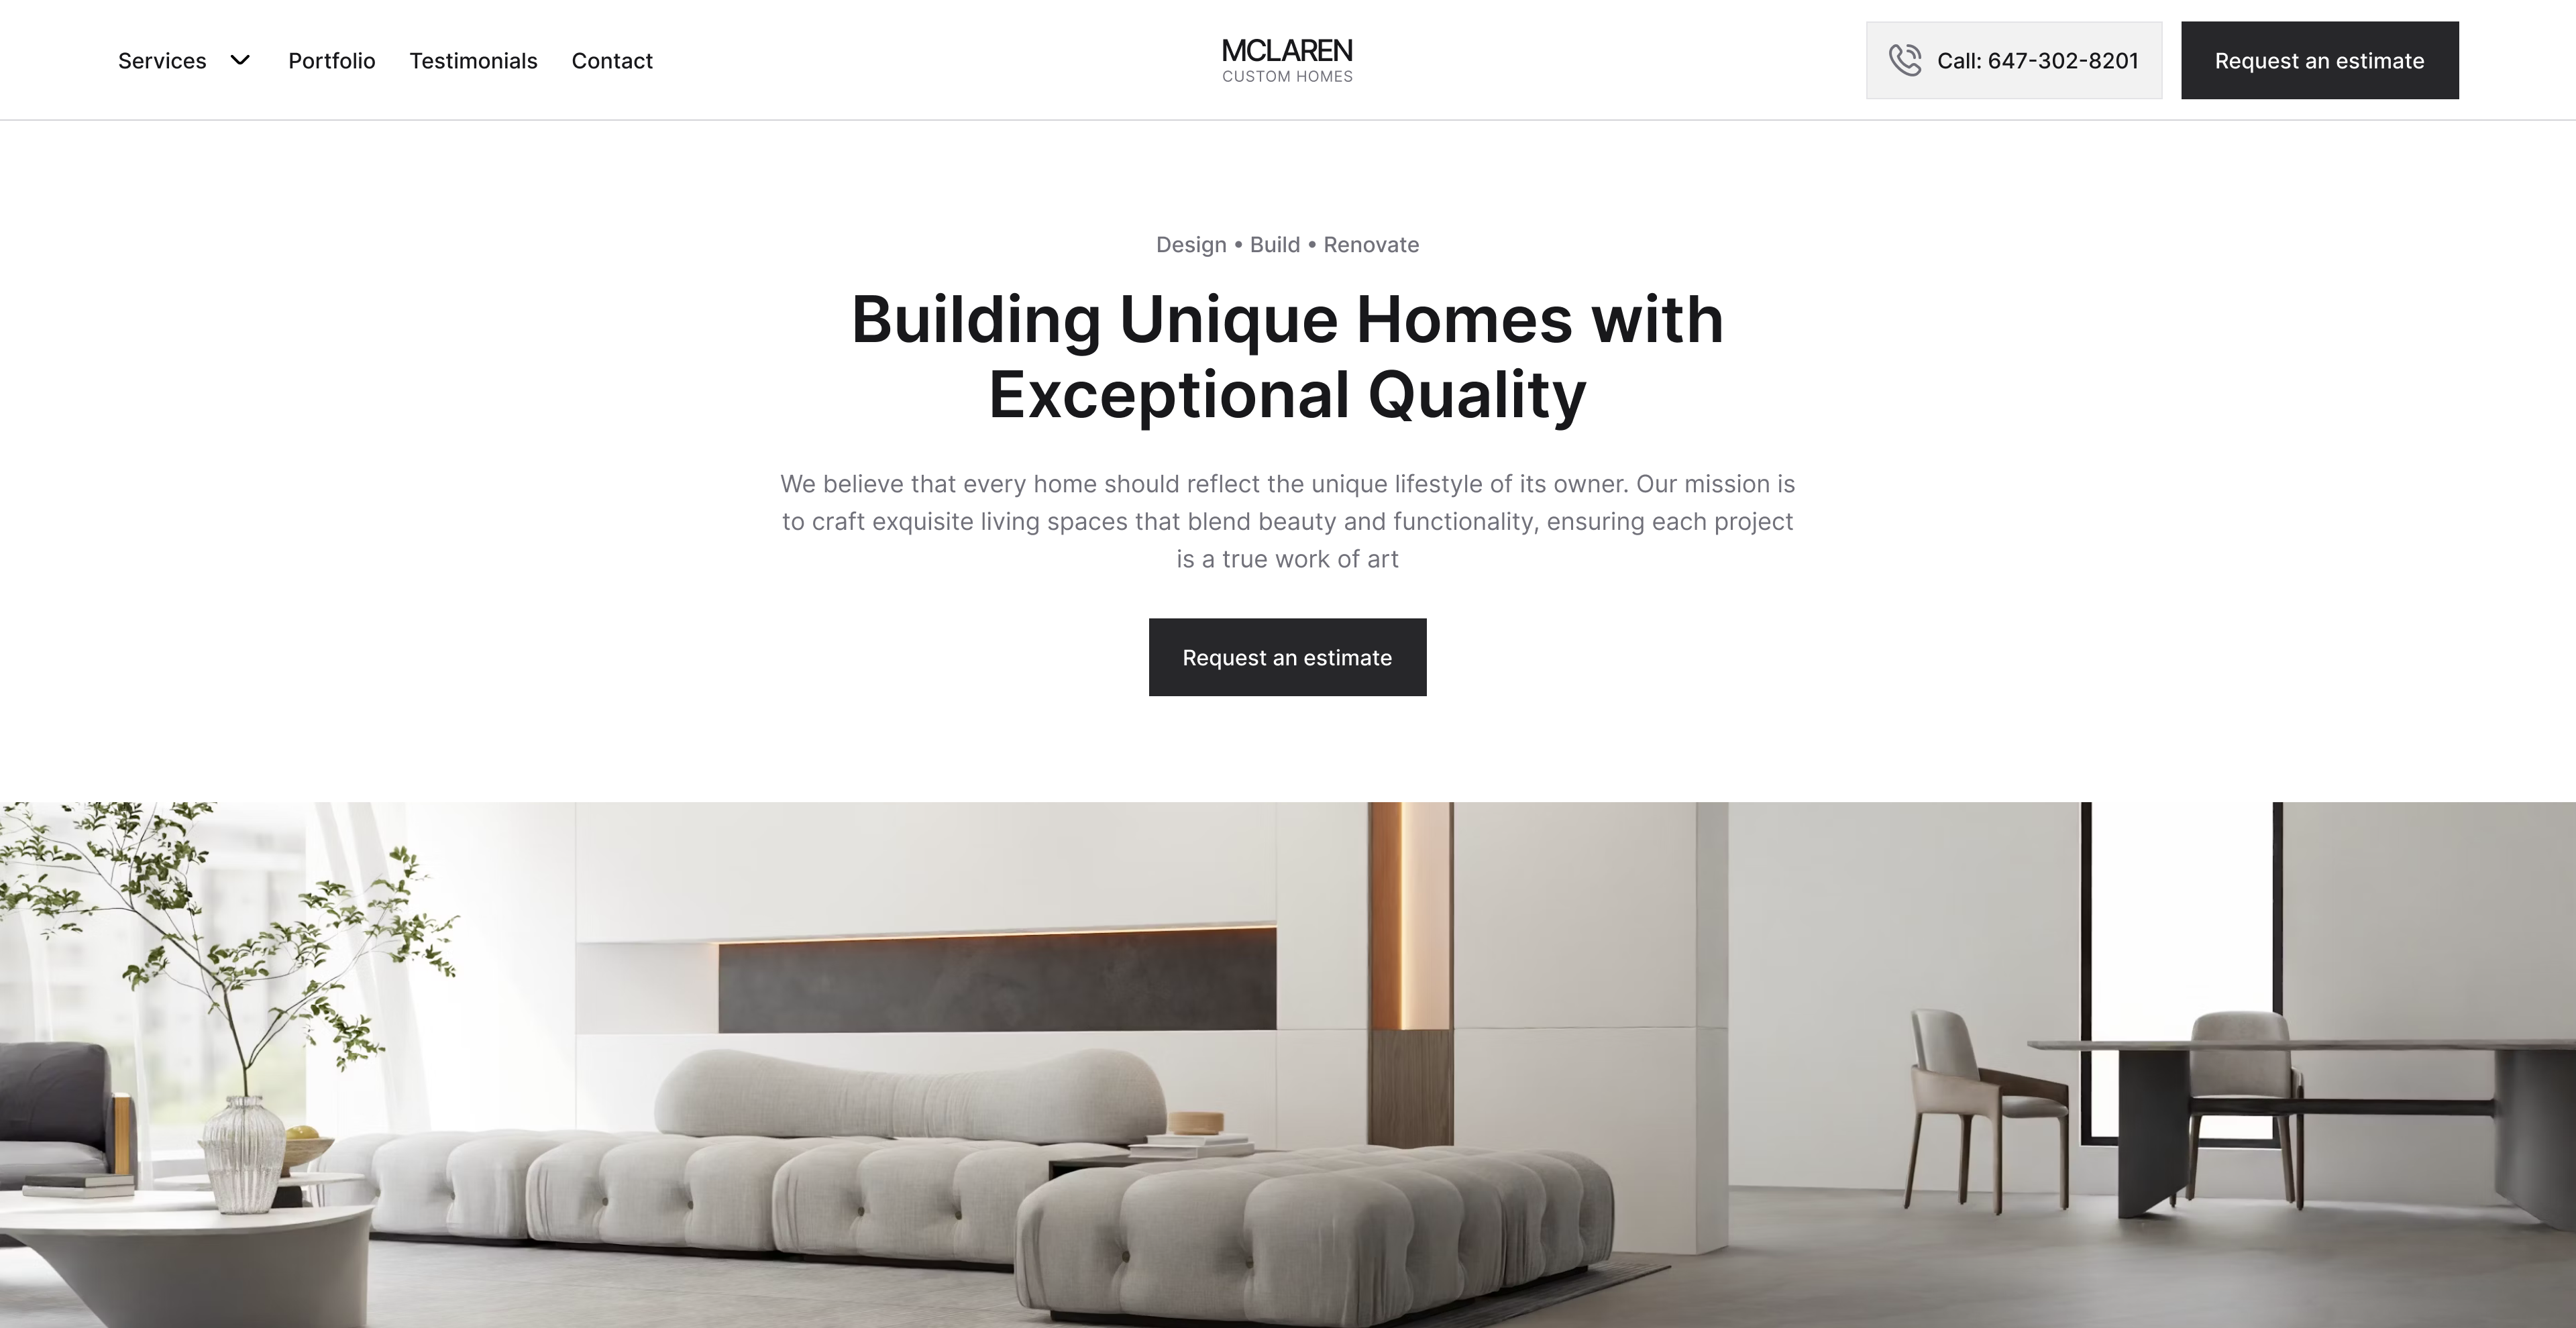 Services
Portfolio
Testimonials
Contact
MCLAREN
CUSTOM HOMES
Call: 647-302-8201
Request an estimate
Design • Build • Renovate
Building Unique Homes with
Exceptional Quality
We believe that every home should reflect the unique lifestyle of its owner. Our mission is
to craft exquisite living spaces that blend beauty and functionality, ensuring each project
is a true work of art
Request an estimate